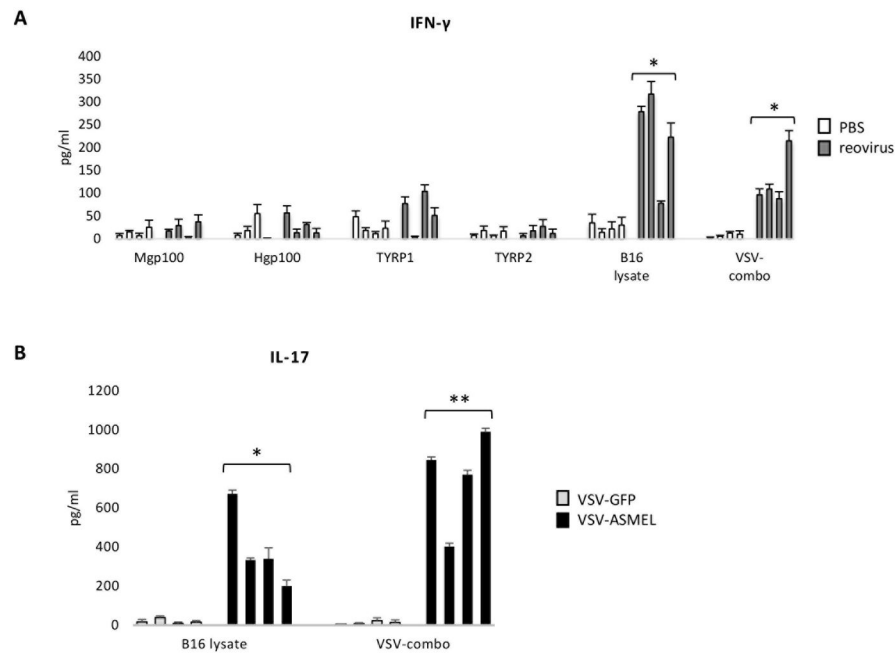 A
IFN-γ
400
350
300
250
200
150
100
50
0
pg/ml
*
*
PBS
reovirus
Mgp100 Hgp100 TYRP1 TYRP2 B16 lysate VSV-combo
B
IL-17
1200
1000
800
600
400
200
0
pg/ml
*
**
VSV-GFP
VSV-ASMEL
B16 lysate VSV-combo